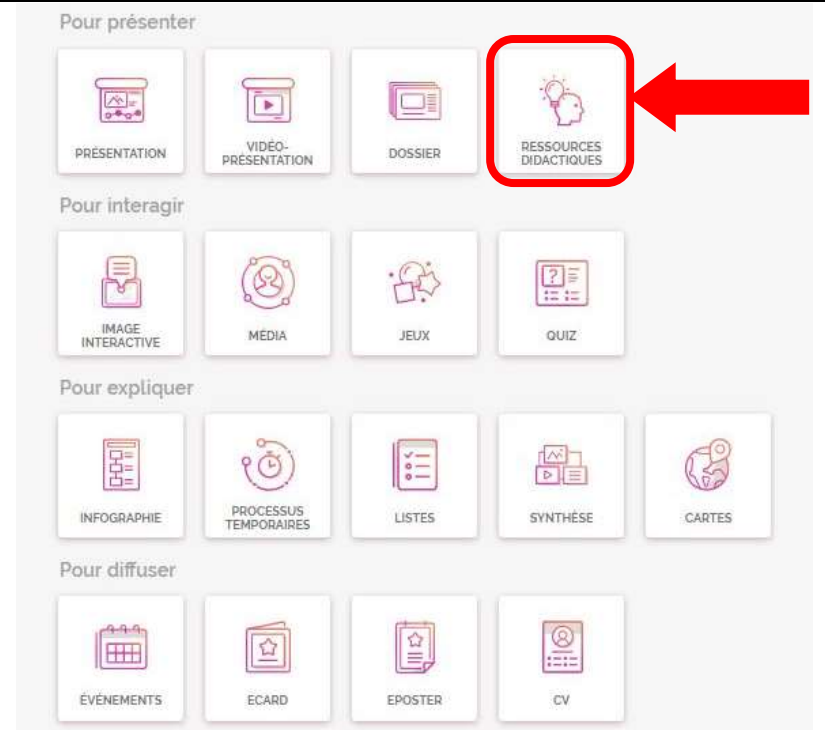 Pour présenter
PRÉSENTATION
VIDÉO-
PRÉSENTATION
DOSSIER
RESSOURCES
DIDACTIQUES
Pour interagir
IMAGE
INTERACTIVE
MÉDIA
JEUX
QUIZ
Pour expliquer
INFOGRAPHIE
PROCESSUS
TEMPORAIRES
LISTES
SYNTHÈSE
CARTES
Pour diffuser
ÉVÉNEMENTS
ECARD
EPOSTER
CV